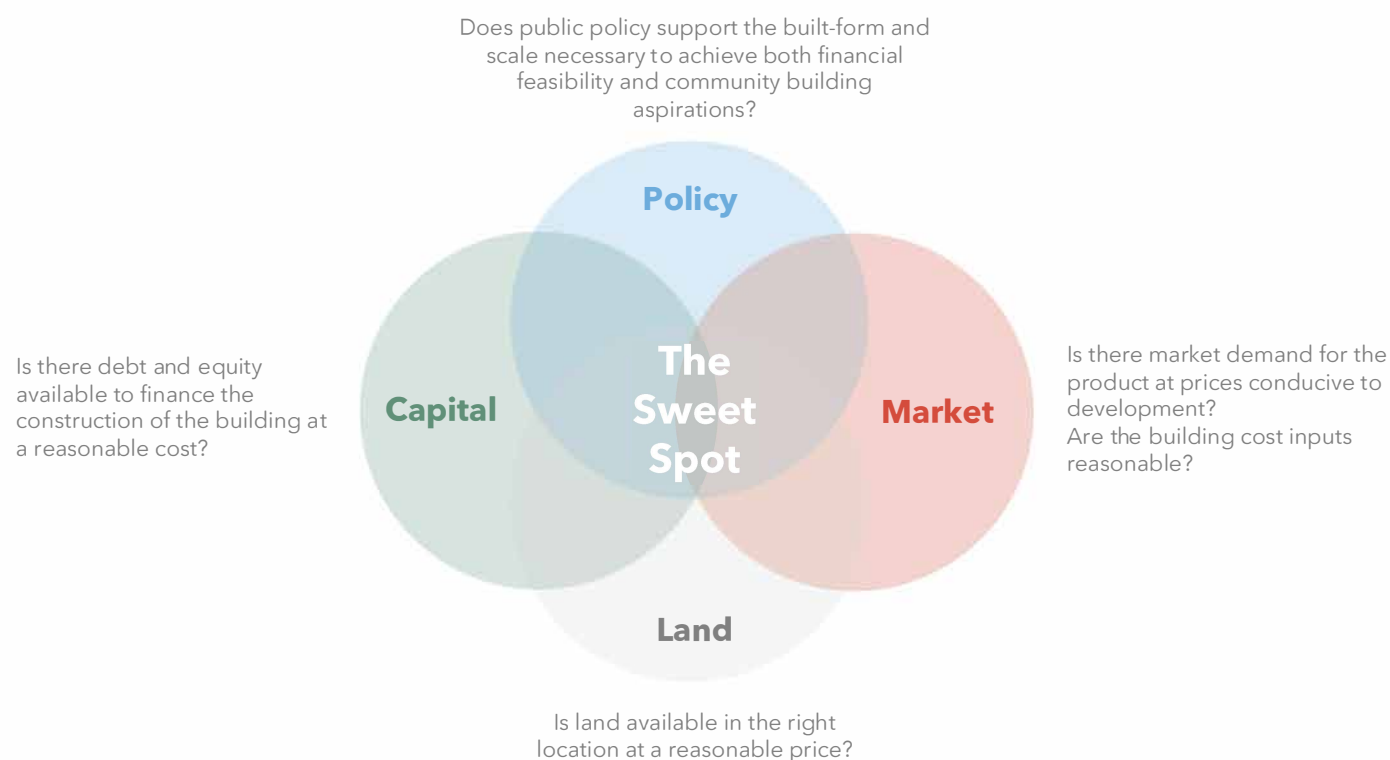 Does public policy support the built-form and
scale necessary to achieve both financial
feasibility and community building
aspirations?
Policy
Is there debt and equity
available to finance the
construction of the building at
a reasonable cost?
Capital
The
Sweet
Spot
Market
Is there market demand for the
product at prices conducive to
development?
Are the building cost inputs
reasonable?
Land
Is land available in the right
location at a reasonable price?